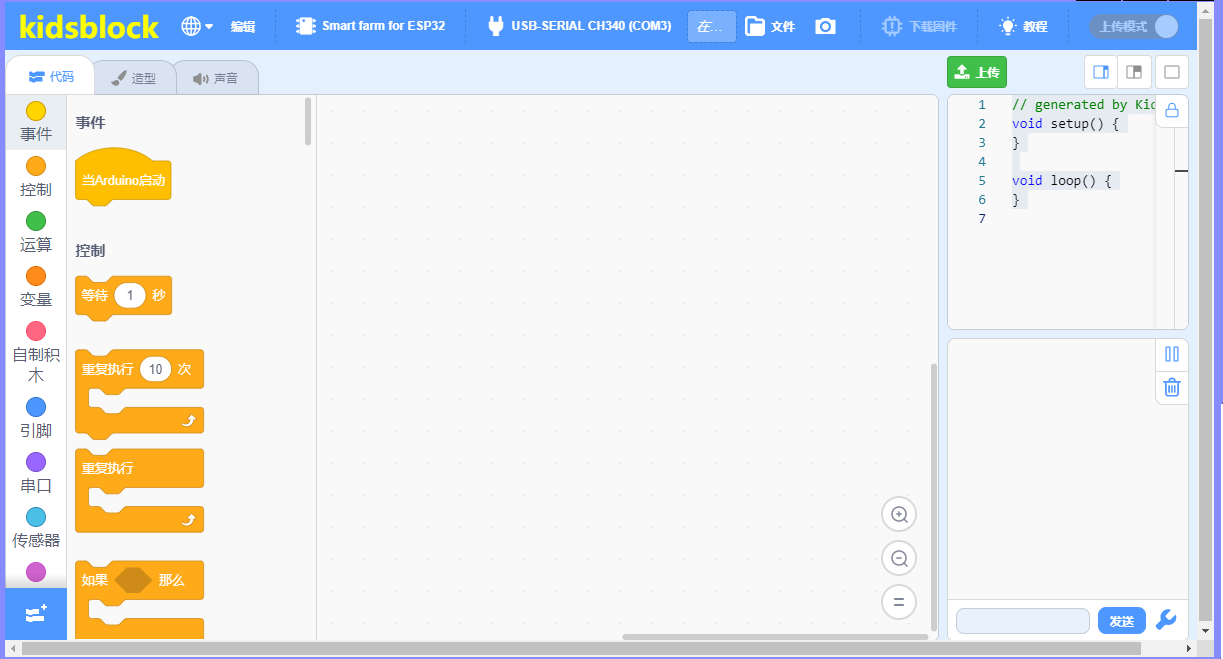 kidsblock
编辑
Smart farm for ESP32
USB-SERIAL CH340 (COM3)
在...
文件
下载固件
教程
上传模式
代码
造型
声音
上传
事件
控制
运算
变量
自制积
木
引脚
串口
传感器
事件
当Arduino启动
控制
等待 1 秒
重复执行 10 次
重复执行
如果 那么
1 // generated by Kid
2 void setup() {
3 }
4
5 void loop() {
6 }
7
发送